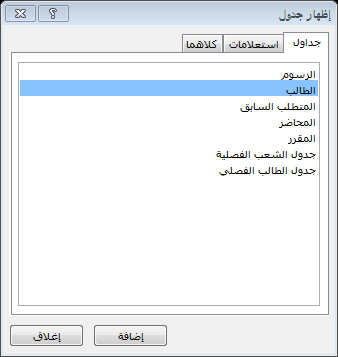 إظهار جدول
جداول استعلامات كلاهما
الرسوم
الطالب
المتطلب السابق
المحاضر
المقرر
جدول الشعب الفصلية
جدول الطالب الفصلي
إضافة إغلاق